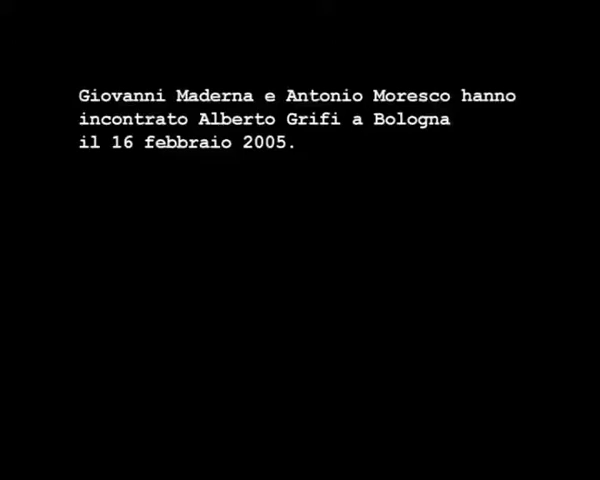 Giovanni Maderna e Antonio Moresco hanno
incontrato Alberto Grifi a Bologna
il 16 febbraio 2005.